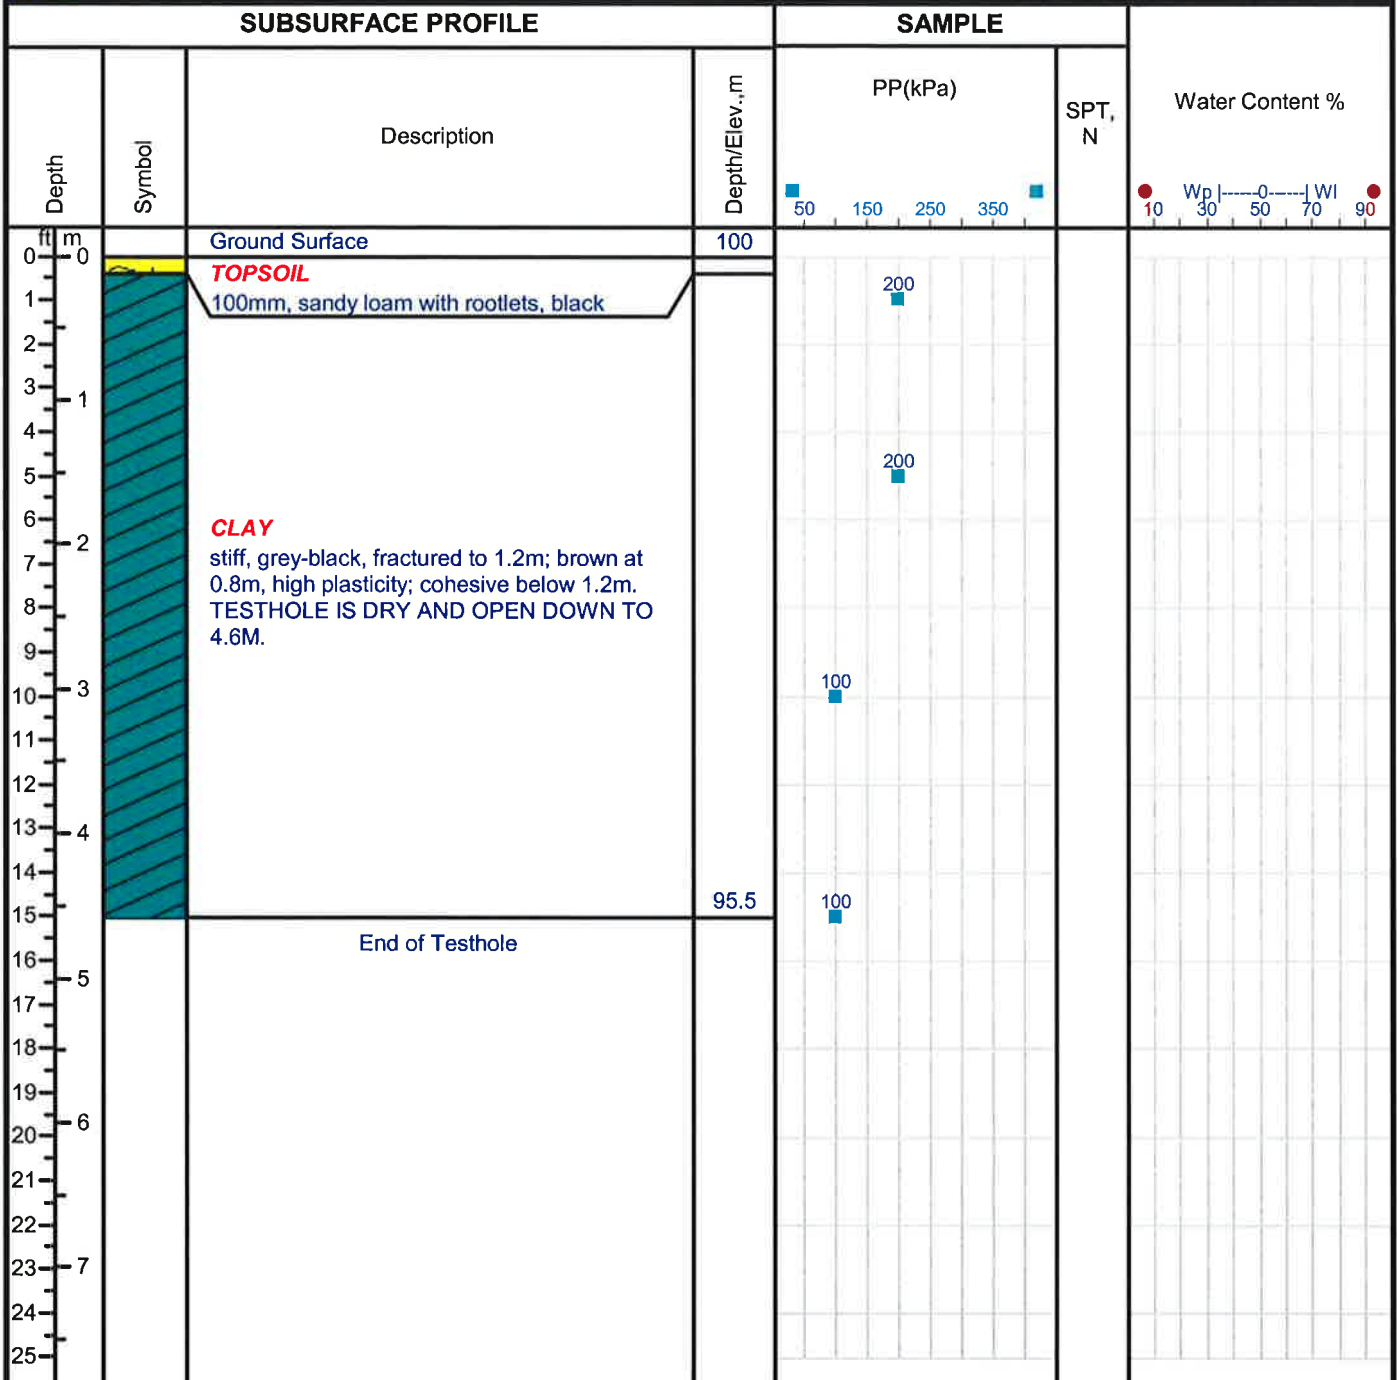 SUBSURFACE PROFILE
SAMPLE
Depth
Symbol
Description
Depth/Elev.,m
PP(kPa)
SPT,
N
Water Content %
50 150 250 350
Wp |------0------| Wl
10 30 50 70 90
ft m
0 0
Ground Surface 100
TOPSOIL
100mm, sandy loam with rootlets, black
200
1
2
3
1
4
200
5
6
CLAY
2
stiff, grey-black, fractured to 1.2m; brown at
7
0.8m, high plasticity; cohesive below 1.2m.
8
TESTHOLE IS DRY AND OPEN DOWN TO
4.6M.
9
100
10 3
11
12
13 4
14
95.5 100
15
End of Testhole
16
5
17
18
19
6
20
21
22
23 7
24
25